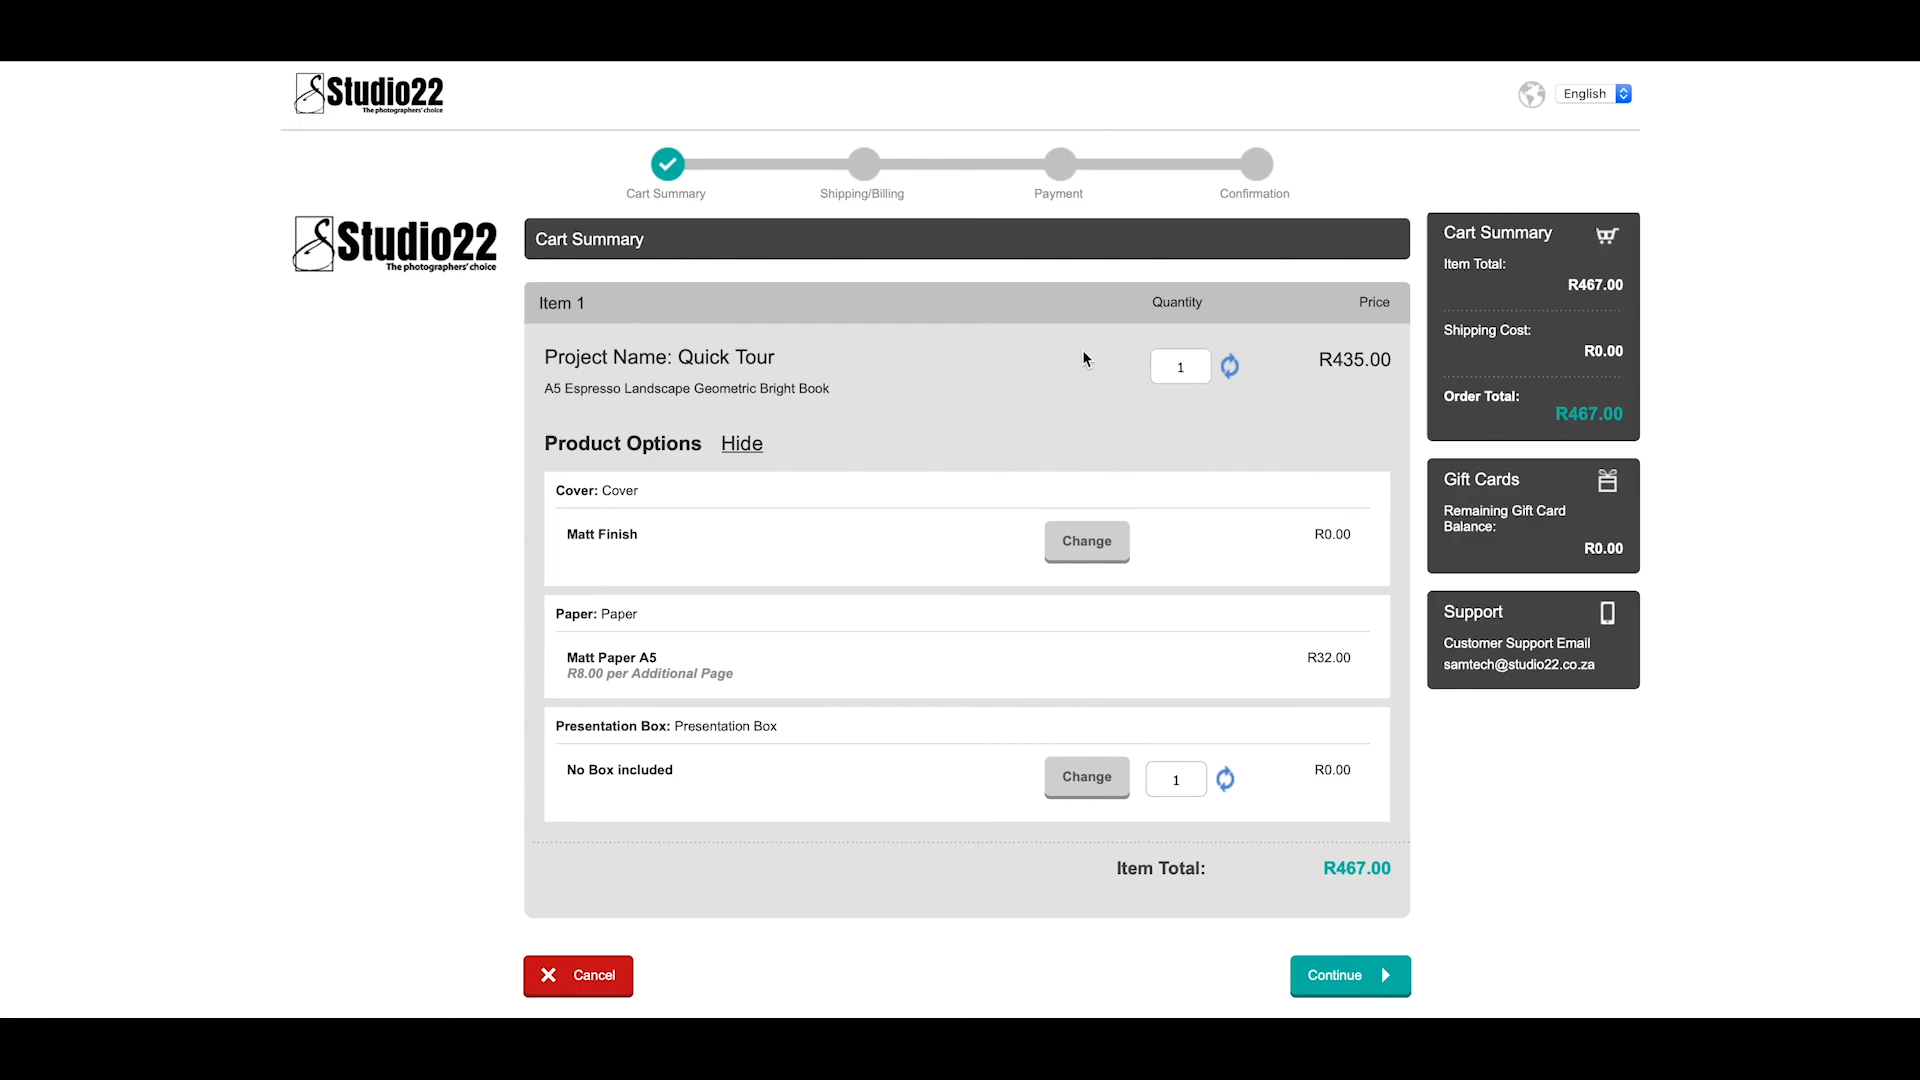 Studio22
The photographers' choice
English
Cart Summary
Shipping/Billing
Payment
Confirmation
Studio22
The photographers' choice
Cart Summary
Item 1
Quantity
Price
Project Name: Quick Tour
1
R435.00
A5 Espresso Landscape Geometric Bright Book
Product Options Hide
Cover: Cover
Matt Finish
Change
R0.00
Paper: Paper
Matt Paper A5
R32.00
R8.00 per Additional Page
Presentation Box: Presentation Box
No Box included
Change
1
R0.00
Item Total:
R467.00
Cancel
Continue
Cart Summary
Item Total:
R467.00
Shipping Cost:
R0.00
Order Total:
R467.00
Gift Cards
Remaining Gift Card
Balance:
R0.00
Support
Customer Support Email
samtech@studio22.co.za